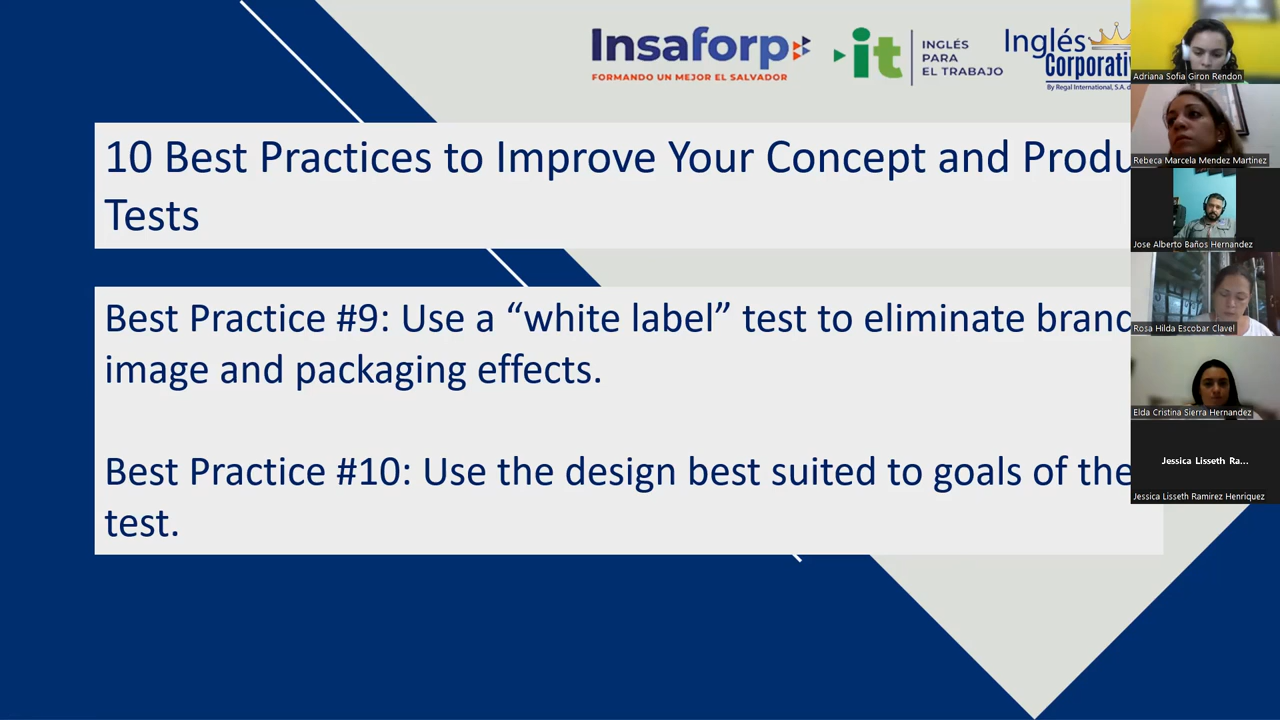 Insaforp
FORMANDO UN MEJOR EL SALVADOR
it
INGLÉS
PARA
EL TRABAJO
Inglés
Corporativ
By Regal International, S.A. d
10 Best Practices to Improve Your Concept and Produ
Tests
Best Practice #9: Use a “white label” test to eliminate brand
image and packaging effects.
Best Practice #10: Use the design best suited to goals of the
test.
Adriana Sofia Giron Rendon
Rebeca Marcela Mendez Martinez
Jose Alberto Baños Hernandez
Rosa Hilda Escobar Clavel
Elda Cristina Sierra Hernandez
Jessica Lisseth Ra...
Jessica Lisseth Ramirez Henriquez